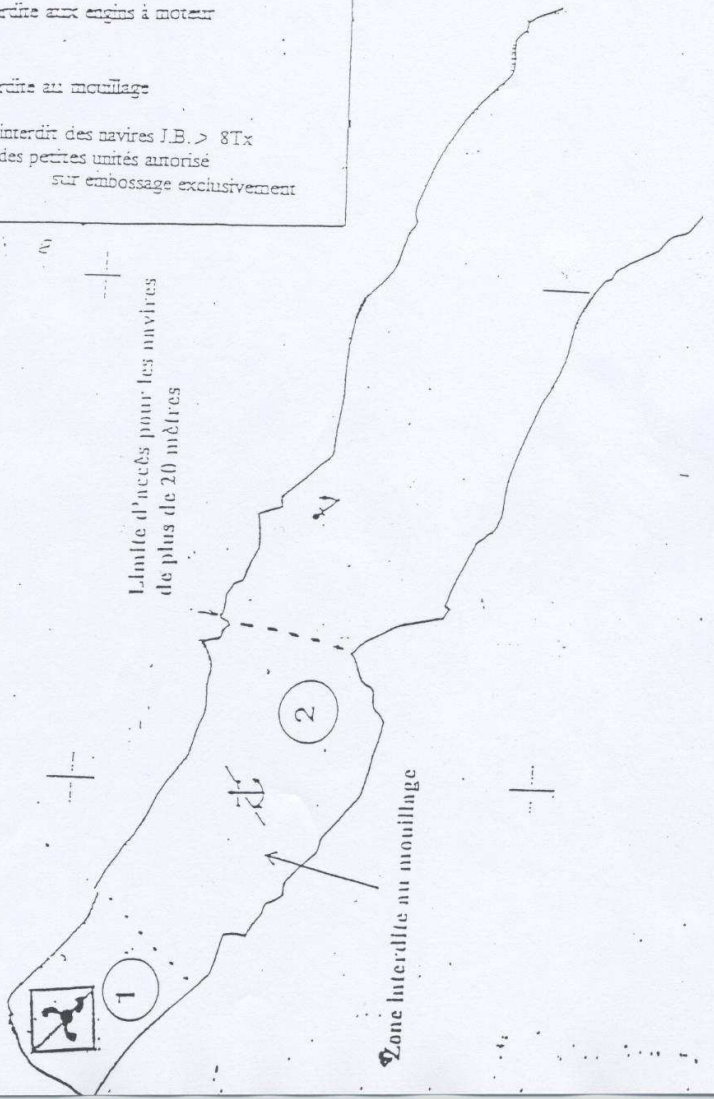 rdite aux engins à moteur
rdite au mouillage
interdit des navires J.B. > 8Tx
des petites unités autorisé
sur embossage exclusivement
Limite d'accès pour les navires
de plus de 20 mètres
2
1
Zone Interdite au mouillage